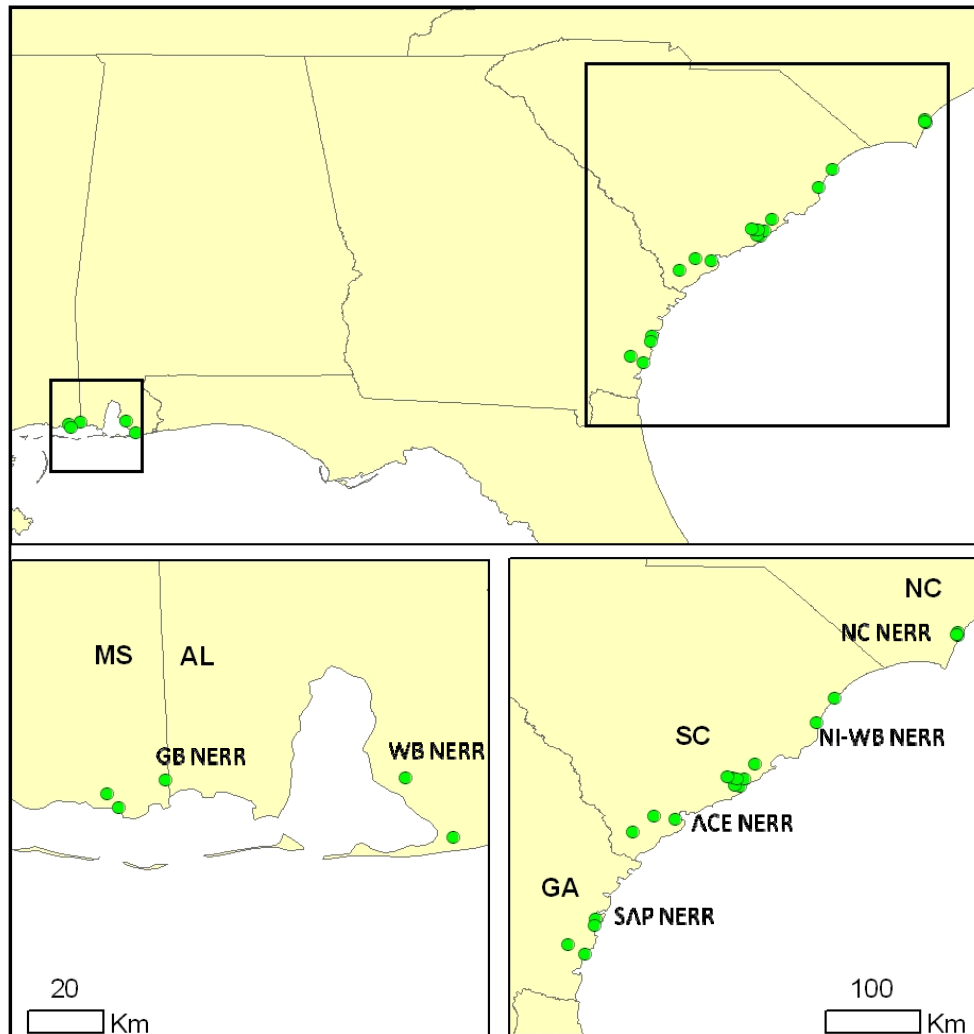 MS
AL
GB NERR
WB NERR
20
Km
NC
NC NERR
SC
NI-WB NERR
ACE NERR
GA
SAP NERR
100
Km